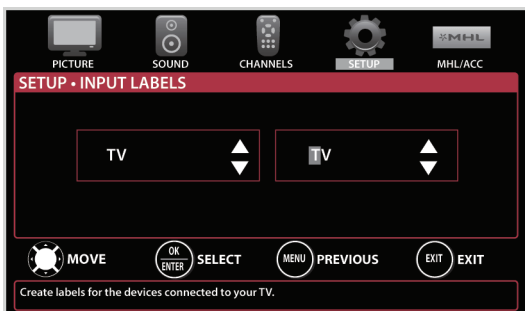 PICTURE SOUND CHANNELS SETUP MHL/ACC
MHL
SETUP • INPUT LABELS
TV TV
MOVE OK/ENTER SELECT MENU PREVIOUS EXIT EXIT
Create labels for the devices connected to your TV.